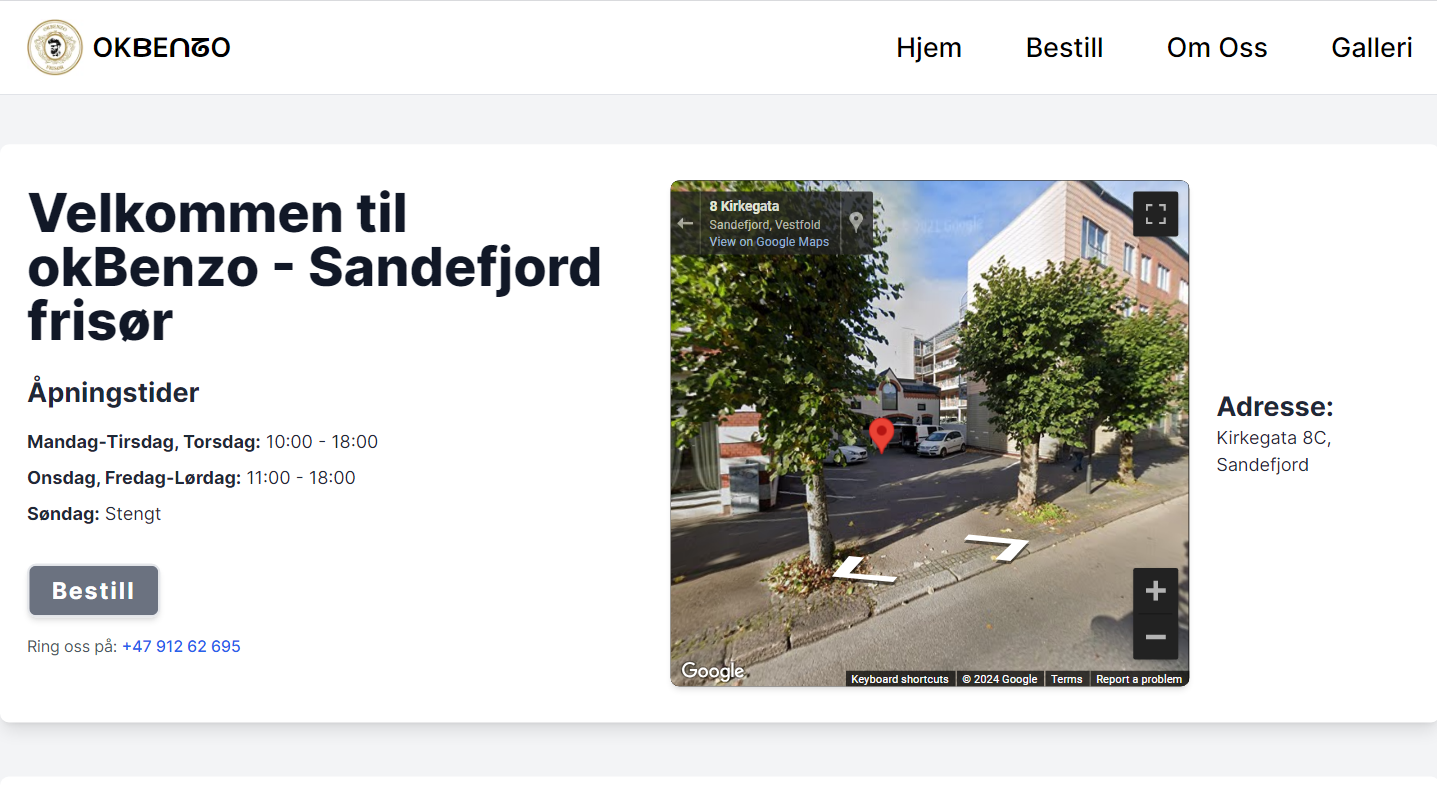 OKBENZO
Hjem
Bestill
Om Oss
Galleri
Velkommen til
okBenzo - Sandefjord
frisør
Åpningstider
Mandag-Tirsdag, Torsdag: 10:00 - 18:00
Onsdag, Fredag-Lørdag: 11:00 - 18:00
Søndag: Stengt
Bestill
Ring oss på: +47 912 62 695
8 Kirkegata
Sandefjord, Vestfold
View on Google Maps
© 2021 Google
Google
Keyboard shortcuts
© 2024 Google
Terms
Report a problem
Adresse:
Kirkegata 8C,
Sandefjord